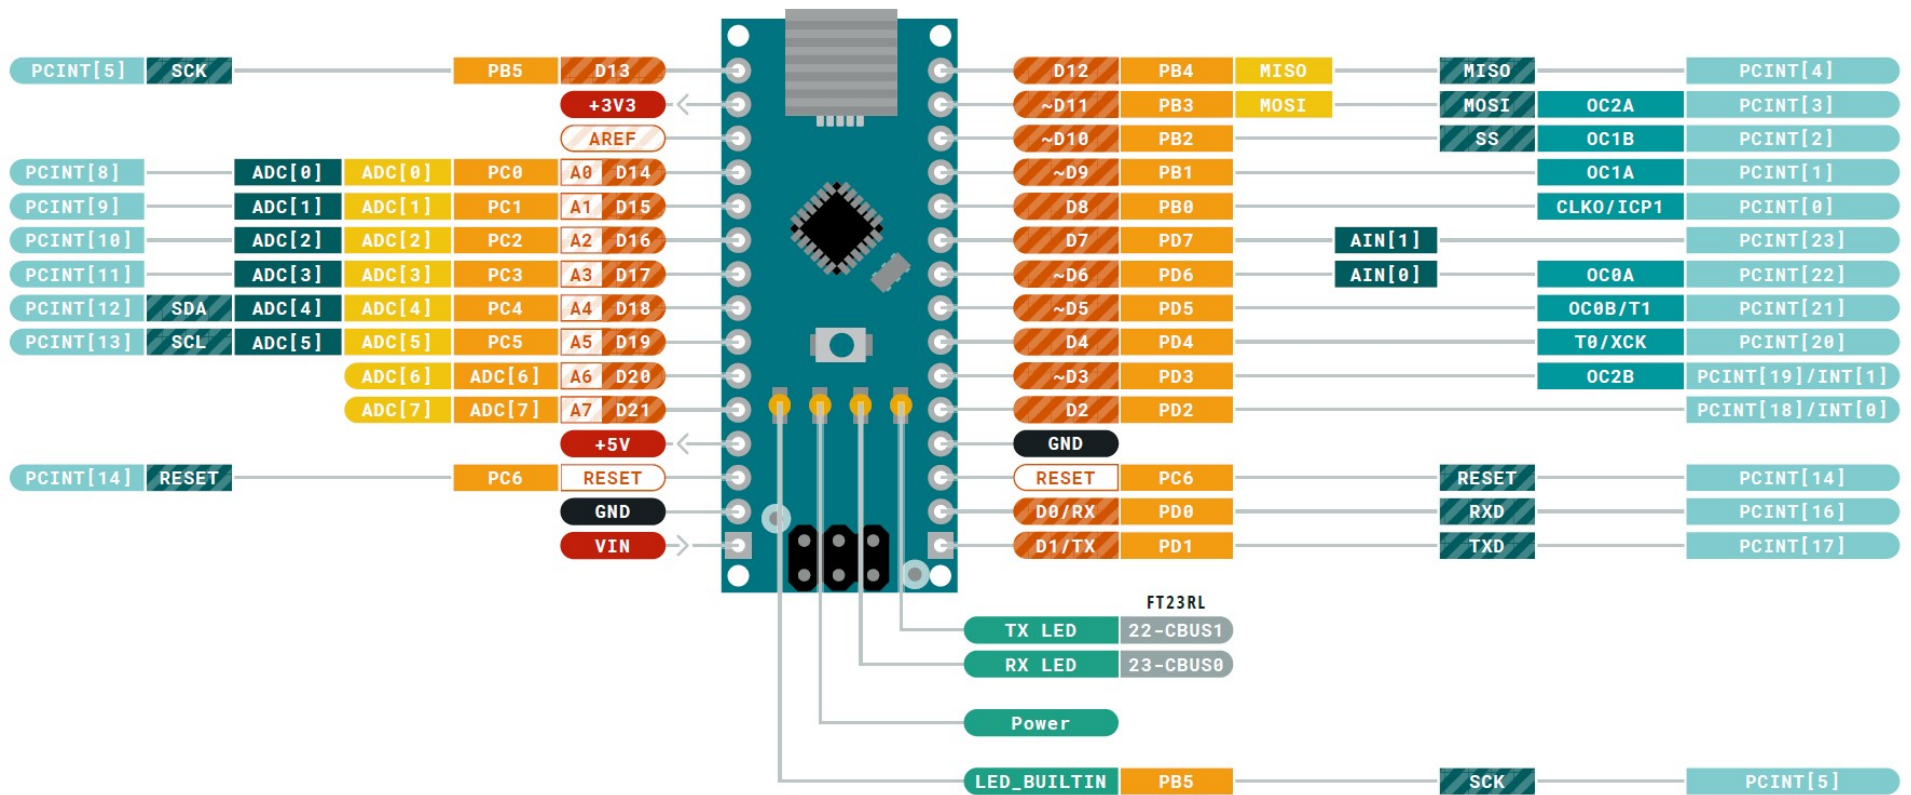 PCINT[5] SCK PB5 D13 D12 PB4 MISO MISO PCINT[4]
+3V3 ~D11 PB3 MOSI MOSI OC2A PCINT[3]
AREF ~D10 PB2 SS OC1B PCINT[2]
PCINT[8] ADC[0] ADC[0] PC0 A0 D14 ~D9 PB1 OC1A PCINT[1]
PCINT[9] ADC[1] ADC[1] PC1 A1 D15 D8 PB0 CLKO/ICP1 PCINT[0]
PCINT[10] ADC[2] ADC[2] PC2 A2 D16 D7 PD7 AIN[1] PCINT[23]
PCINT[11] ADC[3] ADC[3] PC3 A3 D17 ~D6 PD6 AIN[0] OC0A PCINT[22]
PCINT[12] SDA ADC[4] ADC[4] PC4 A4 D18 ~D5 PD5 OC0B/T1 PCINT[21]
PCINT[13] SCL ADC[5] ADC[5] PC5 A5 D19 D4 PD4 T0/XCK PCINT[20]
ADC[6] ADC[6] A6 D20 ~D3 PD3 OC2B PCINT[19]/INT[1]
ADC[7] ADC[7] A7 D21 D2 PD2 PCINT[18]/INT[0]
+5V GND
PCINT[14] RESET PC6 RESET RESET PC6 RESET PCINT[14]
GND D0/RX PD0 RXD PCINT[16]
VIN D1/TX PD1 TXD PCINT[17]
FT23RL
TX LED 22-CBUS1
RX LED 23-CBUS0
Power
LED_BUILTIN PB5 SCK PCINT[5]